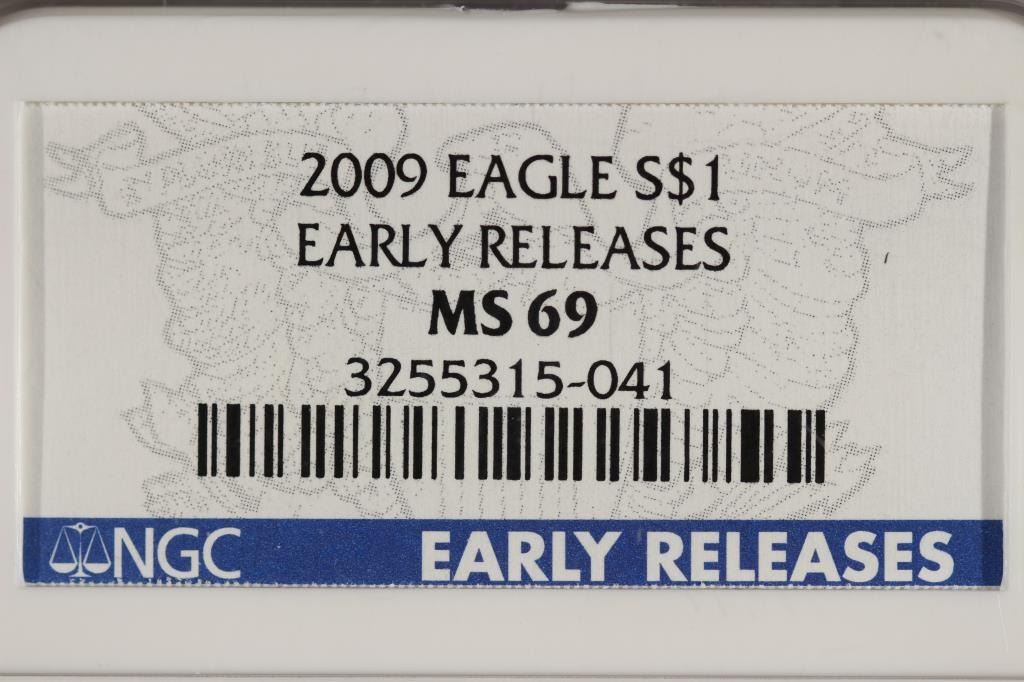 2009 EAGLE S$1
EARLY RELEASES
MS 69
3255315-041
NGC EARLY RELEASES